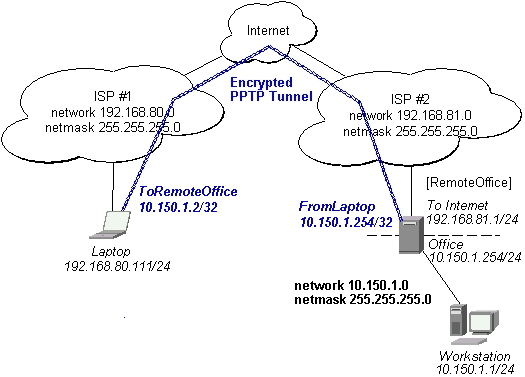 Internet
Encrypted
PPTP Tunnel
ISP #1
network 192.168.80.0
netmask 255.255.255.0
ISP #2
network 192.168.81.0
netmask 255.255.255.0
ToRemoteOffice
10.150.1.2/32
FromLaptop
10.150.1.254/32
[RemoteOffice]
To Internet
192.168.81.1/24
Office
10.150.1.254/24
Laptop
192.168.80.111/24
network 10.150.1.0
netmask 255.255.255.0
Workstation
10.150.1.1/24